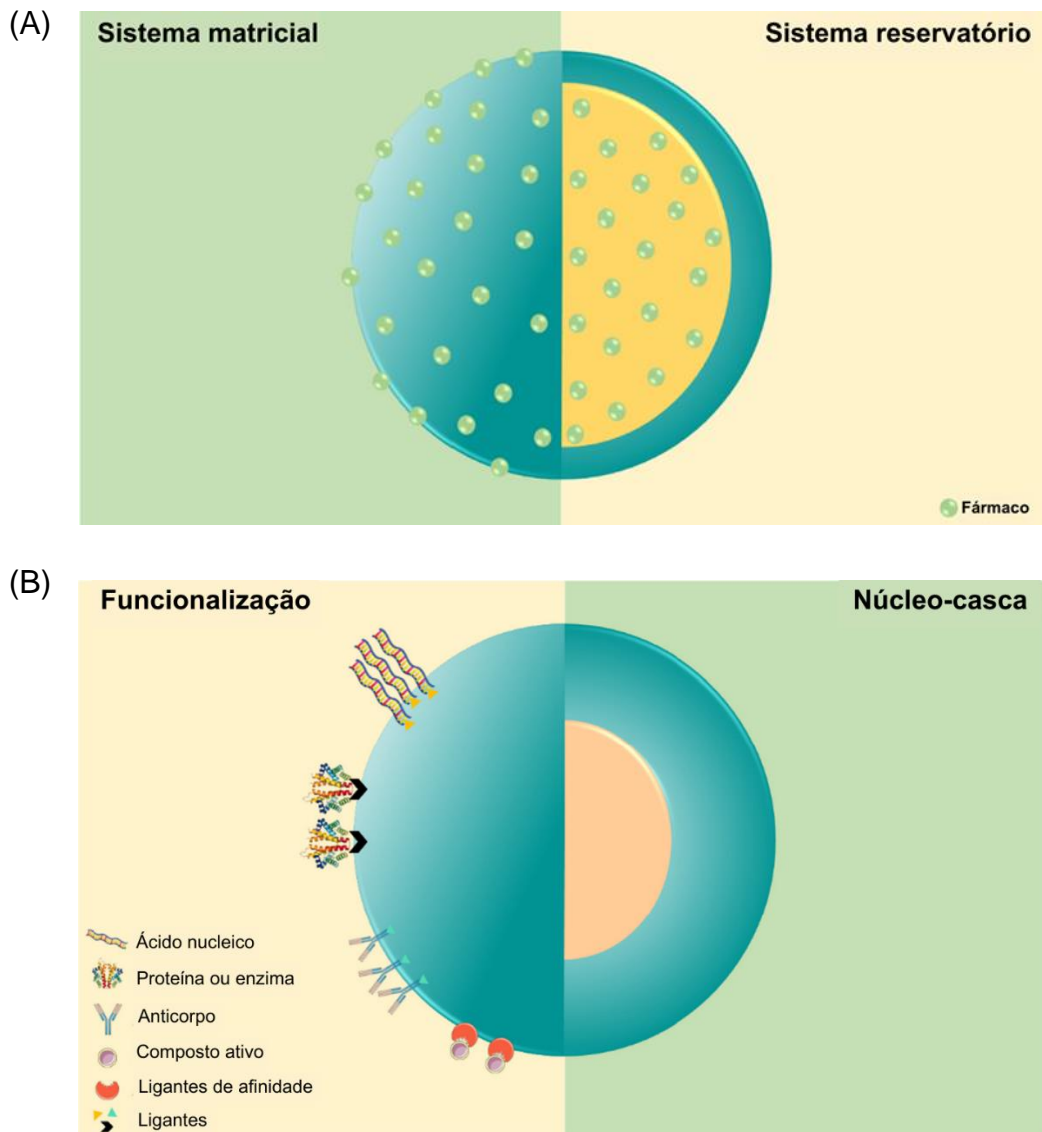 (A)
Sistema matricial
Sistema reservatório
Fármaco
(B)
Funcionalização
Núcleo-casca
Ácido nucleico
Proteína ou enzima
Anticorpo
Composto ativo
Ligantes de afinidade
Ligantes